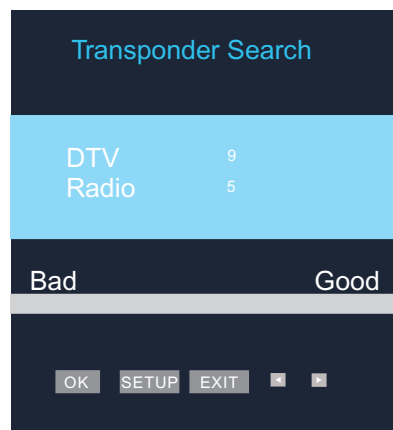 Transponder Search
DTV 9
Radio 5
Bad Good
OK SETUP EXIT